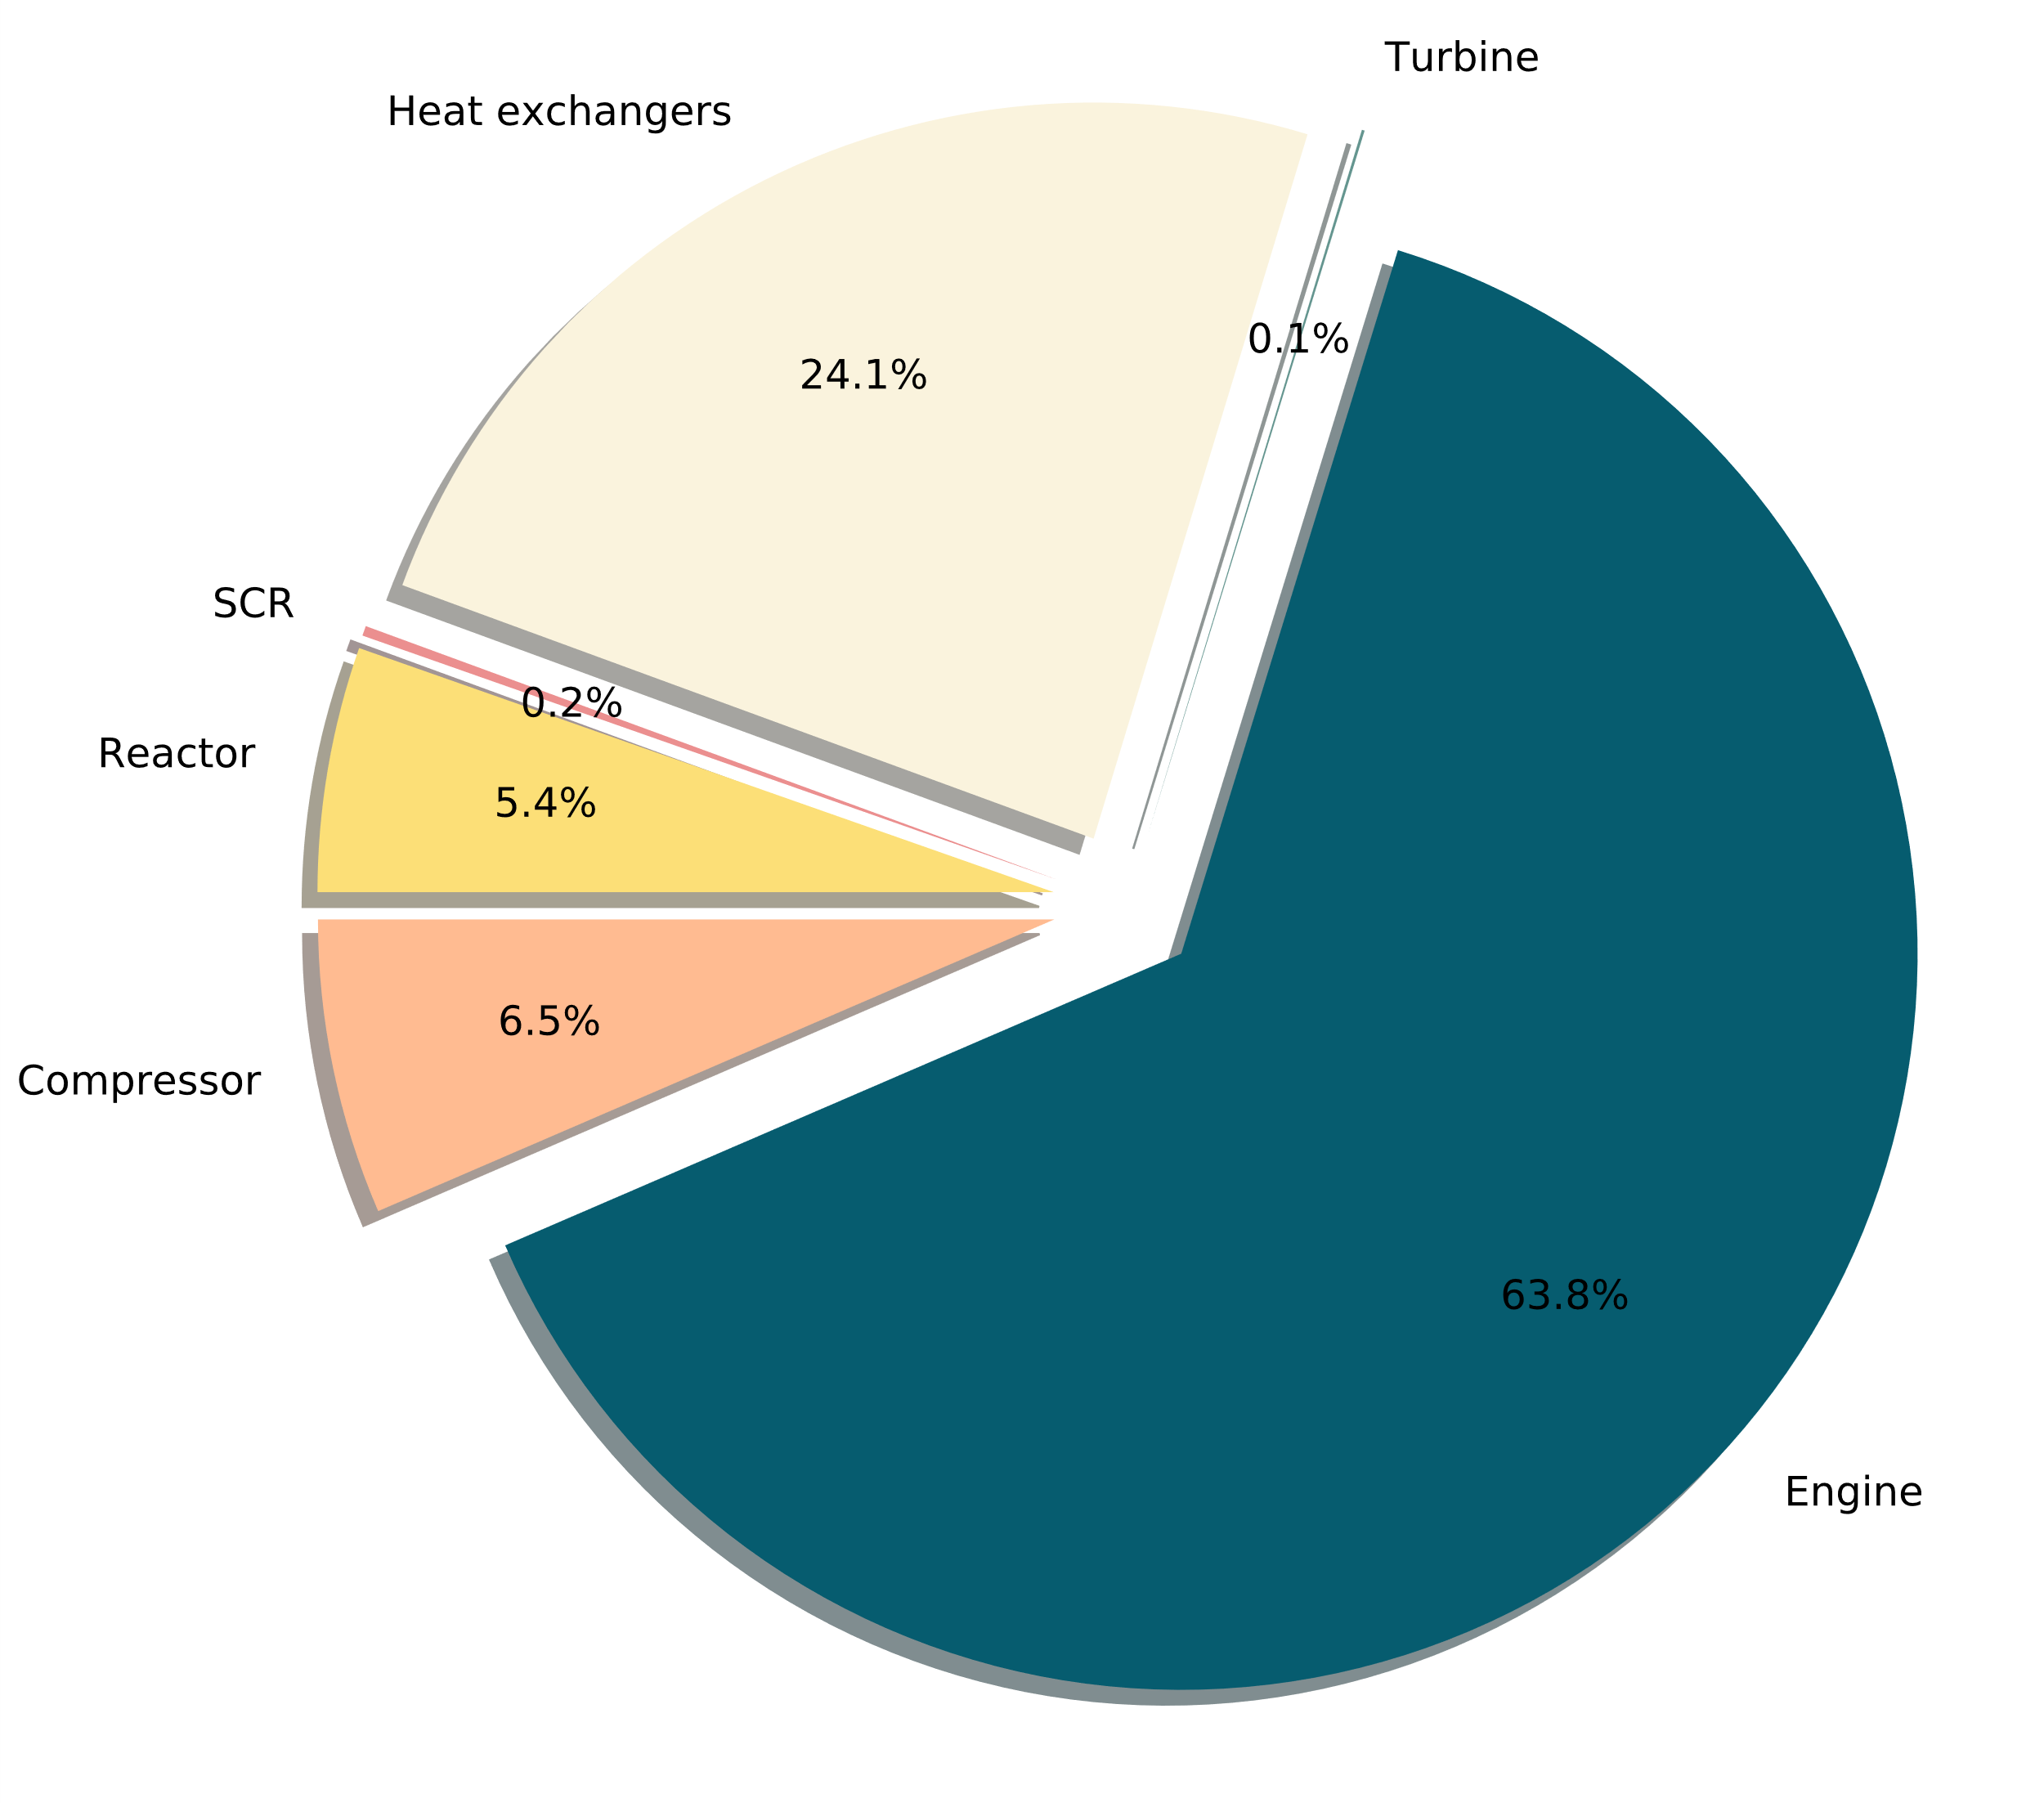 Turbine
Heat exchangers
0.1%
24.1%
SCR
0.2%
Reactor
5.4%
6.5%
Compressor
63.8%
Engine